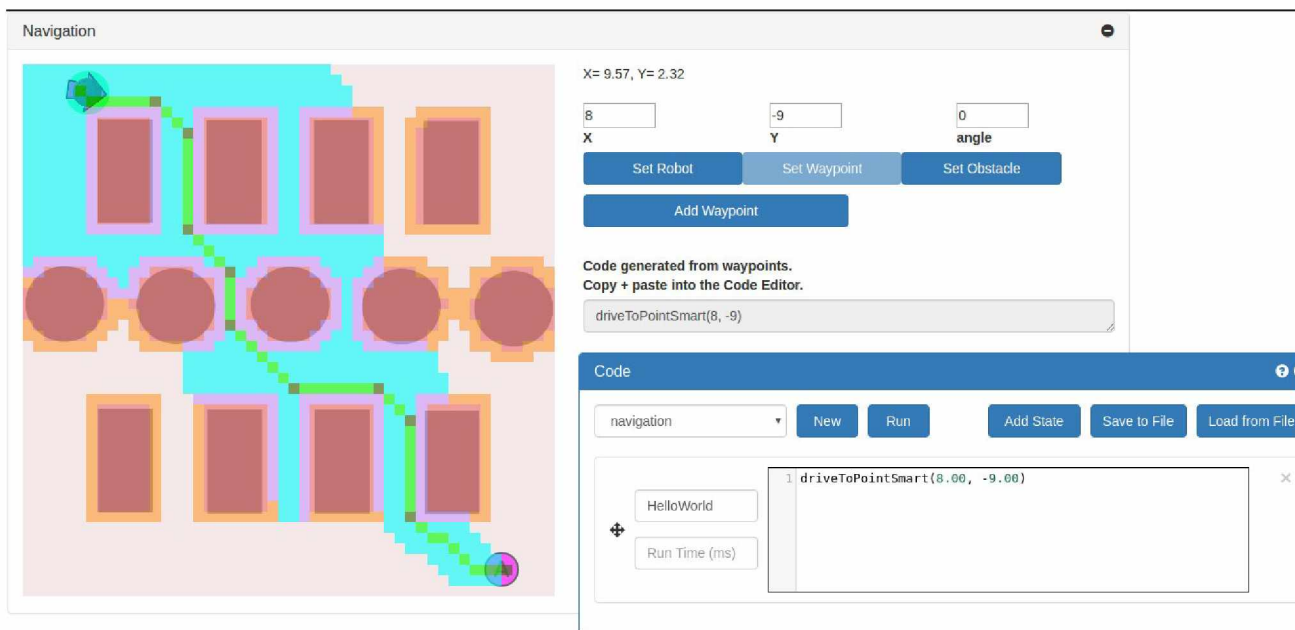 Navigation
X= 9.57, Y= 2.32
8 -9 0
X Y angle
Set Robot Set Waypoint Set Obstacle
Add Waypoint
Code generated from waypoints.
Copy + paste into the Code Editor.
driveToPointSmart(8, -9)
Code
navigation New Run Add State Save to File Load from File
1 driveToPointSmart(8.00, -9.00)
HelloWorld
Run Time (ms)